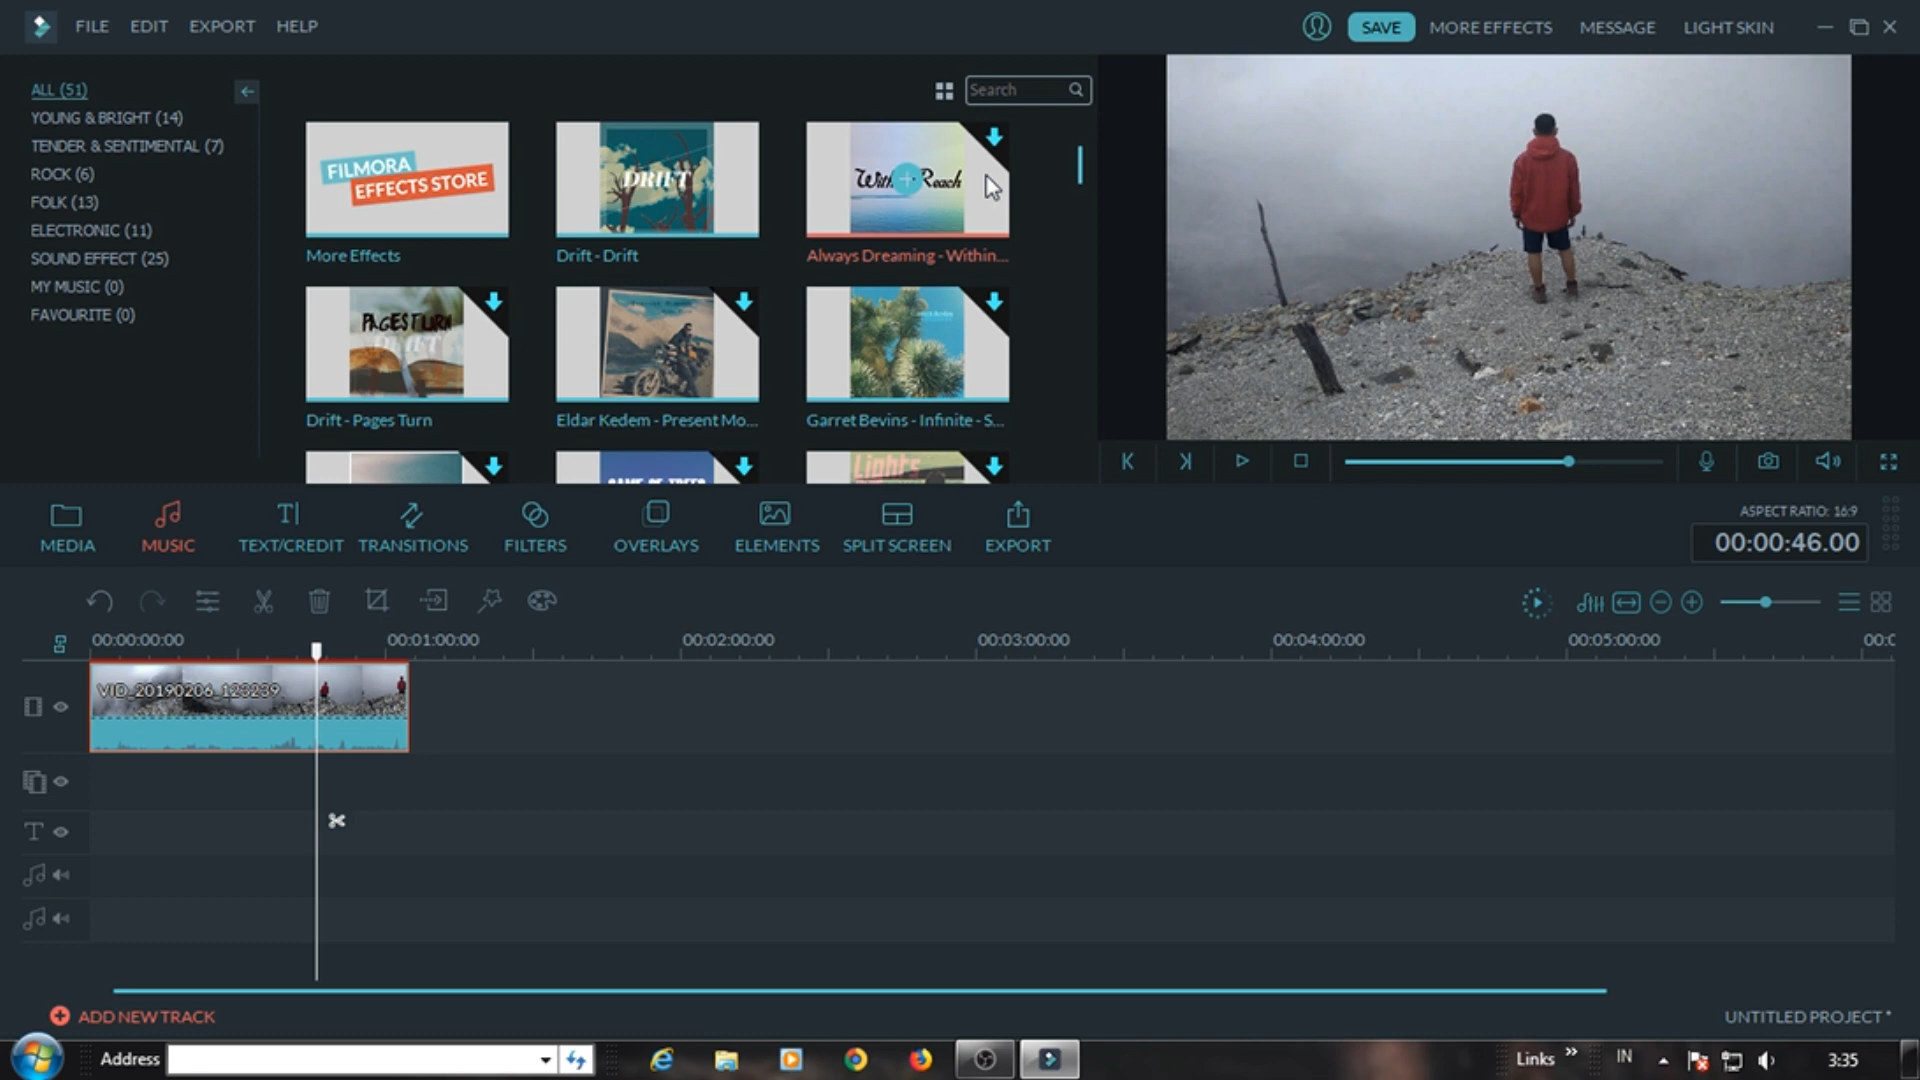 FILE EDIT EXPORT HELP
SAVE MORE EFFECTS MESSAGE LIGHT SKIN
ALL (51)
YOUNG & BRIGHT (14)
TENDER & SENTIMENTAL (7)
ROCK (6)
FOLK (13)
ELECTRONIC (11)
SOUND EFFECT (25)
MY MUSIC (0)
FAVOURITE (0)
Search
FILMORA
EFFECTS STORE
DRIFT
Reach
More Effects
Drift - Drift
Always Dreaming - Within...
PAGES TURN
DRIFT
Drift - Pages Turn
Eldar Kedem - Present Mo...
Garret Bevins - Infinite - S...
Lights
MEDIA MUSIC TEXT/CREDIT TRANSITIONS FILTERS OVERLAYS ELEMENTS SPLIT SCREEN EXPORT
ASPECT RATIO: 16:9
00:00:46.00
00:00:00:00 00:01:00:00 00:02:00:00 00:03:00:00 00:04:00:00 00:05:00:00
VID_20190206_123239
ADD NEW TRACK
UNTITLED PROJECT *
Address
Links » IN 3:35